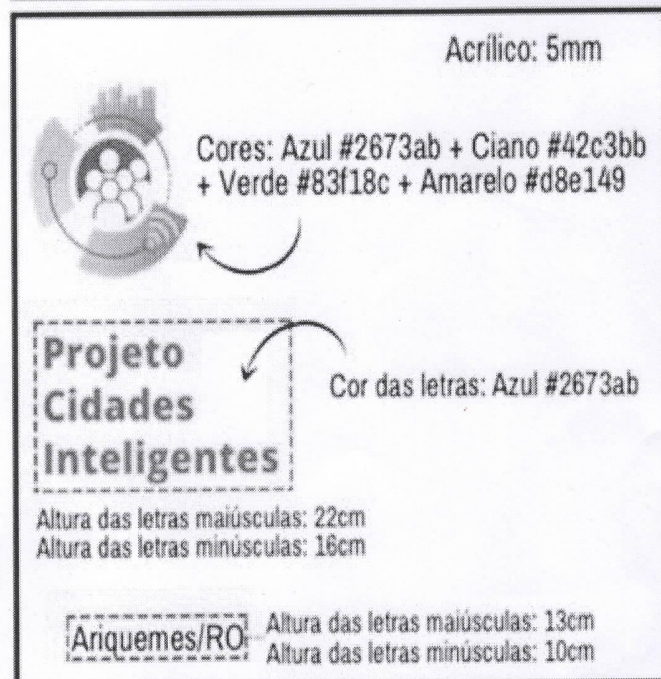 Acrílico: 5mm
Cores: Azul #2673ab + Ciano #42c3bb
+ Verde #83f18c + Amarelo #d8e149
Projeto
Cidades
Inteligentes
Cor das letras: Azul #2673ab
Altura das letras maiúsculas: 22cm
Altura das letras minúsculas: 16cm
Ariquemes/RO
Altura das letras maiúsculas: 13cm
Altura das letras minúsculas: 10cm